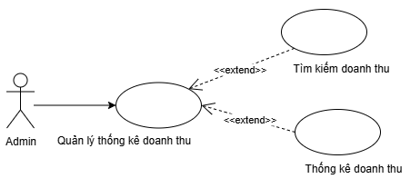 <<extend>>
Tìm kiếm doanh thu
<<extend>>
Admin
Quản lý thống kê doanh thu
Thống kê doanh thu